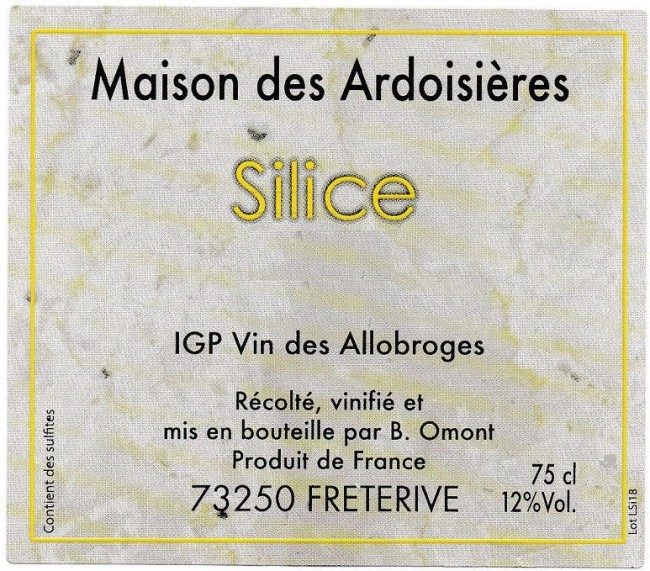 Maison des Ardoisières
Silice
IGP Vin des Allobroges
Récolté, vinifié et
mis en bouteille par B. Omont
Produit de France
73250 FRETERIVE
75 cl
12%Vol.
Contient des sulfites
Lot LSi18